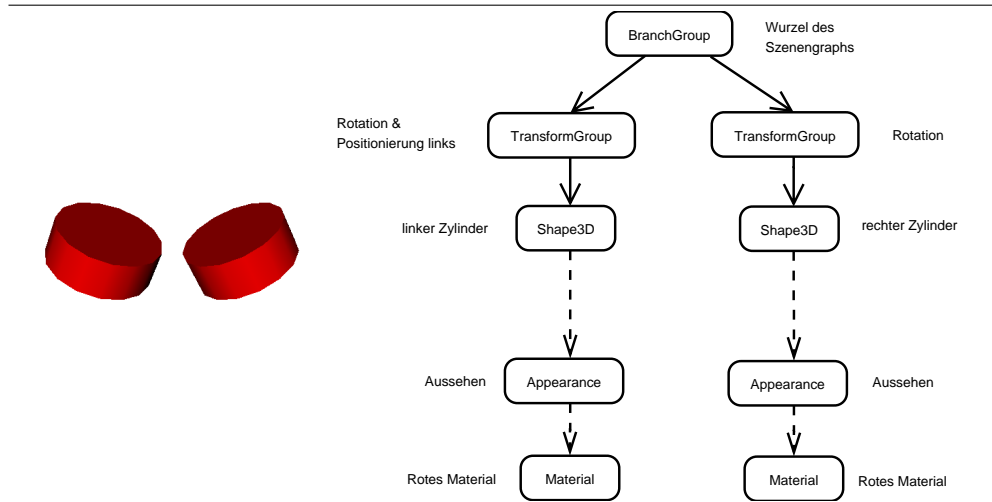 BranchGroup
Wurzel des
Szenengraphs
Rotation &
Positionierung links
TransformGroup
TransformGroup
Rotation
linker Zylinder
Shape3D
Shape3D
rechter Zylinder
Aussehen
Appearance
Appearance
Aussehen
Rotes Material
Material
Material
Rotes Material